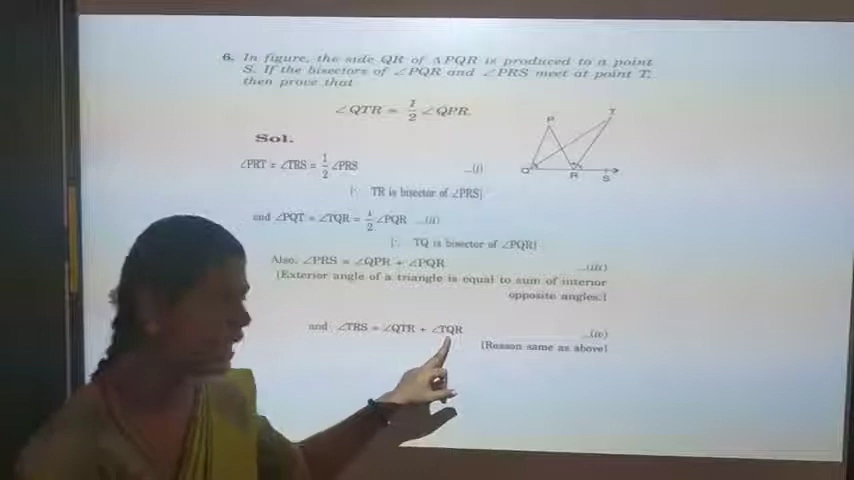 6. In figure, the side QR of ΔPQR is produced to a point
S. If the bisectors of ∠PQR and ∠PRS meet at point T,
then prove that
∠QTR = 1/2 ∠QPR.
Sol.
P T
Q R S
∠PRT = ∠TRS = 1/2 ∠PRS ...(i)
[∵ TR is bisector of ∠PRS]
and ∠PQT = ∠TQR = 1/2 ∠PQR ...(ii)
[∵ TQ is bisector of ∠PQR]
Also, ∠PRS = ∠QPR + ∠PQR ...(iii)
[Exterior angle of a triangle is equal to sum of interior
opposite angles.]
and ∠TRS = ∠QTR + ∠TQR ...(iv)
[Reason same as above]